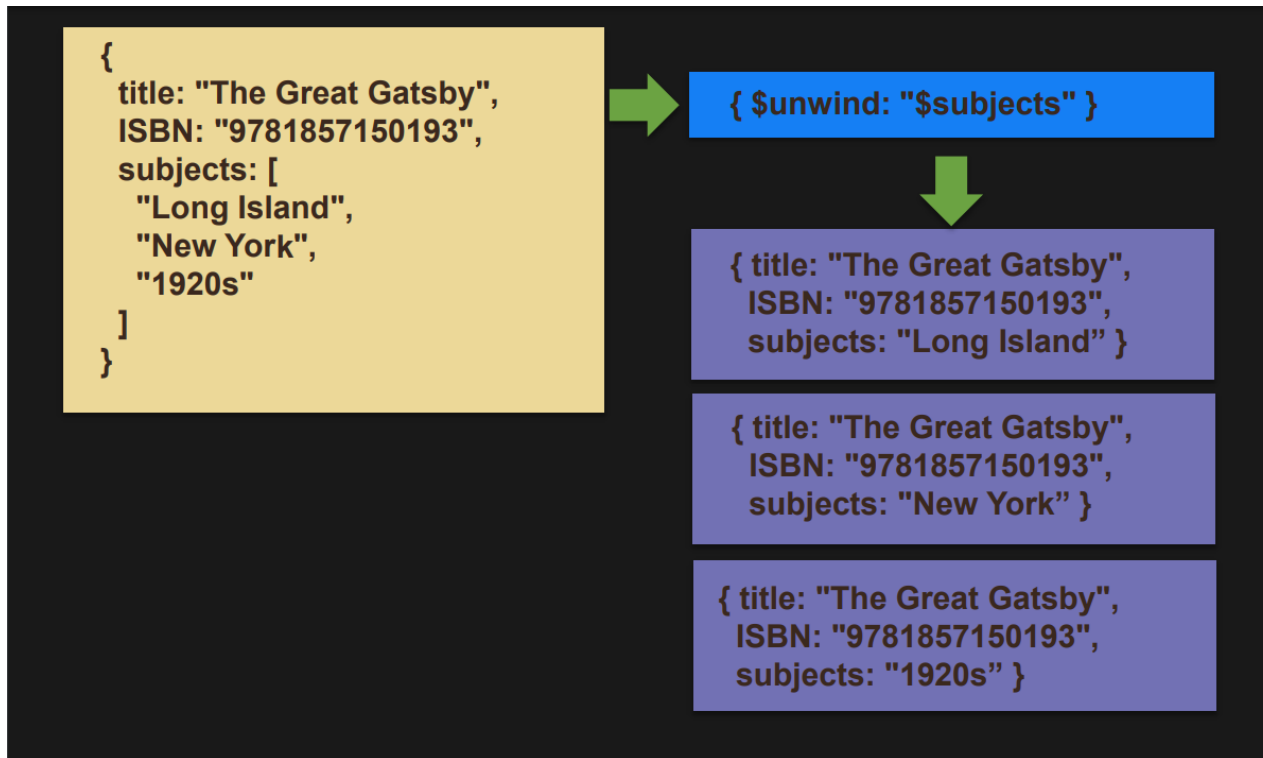 {
title: "The Great Gatsby",
ISBN: "9781857150193",
subjects: [
"Long Island",
"New York",
"1920s"
]
}
{ $unwind: "$subjects" }
{ title: "The Great Gatsby",
ISBN: "9781857150193",
subjects: "Long Island” }
{ title: "The Great Gatsby",
ISBN: "9781857150193",
subjects: "New York” }
{ title: "The Great Gatsby",
ISBN: "9781857150193",
subjects: "1920s” }